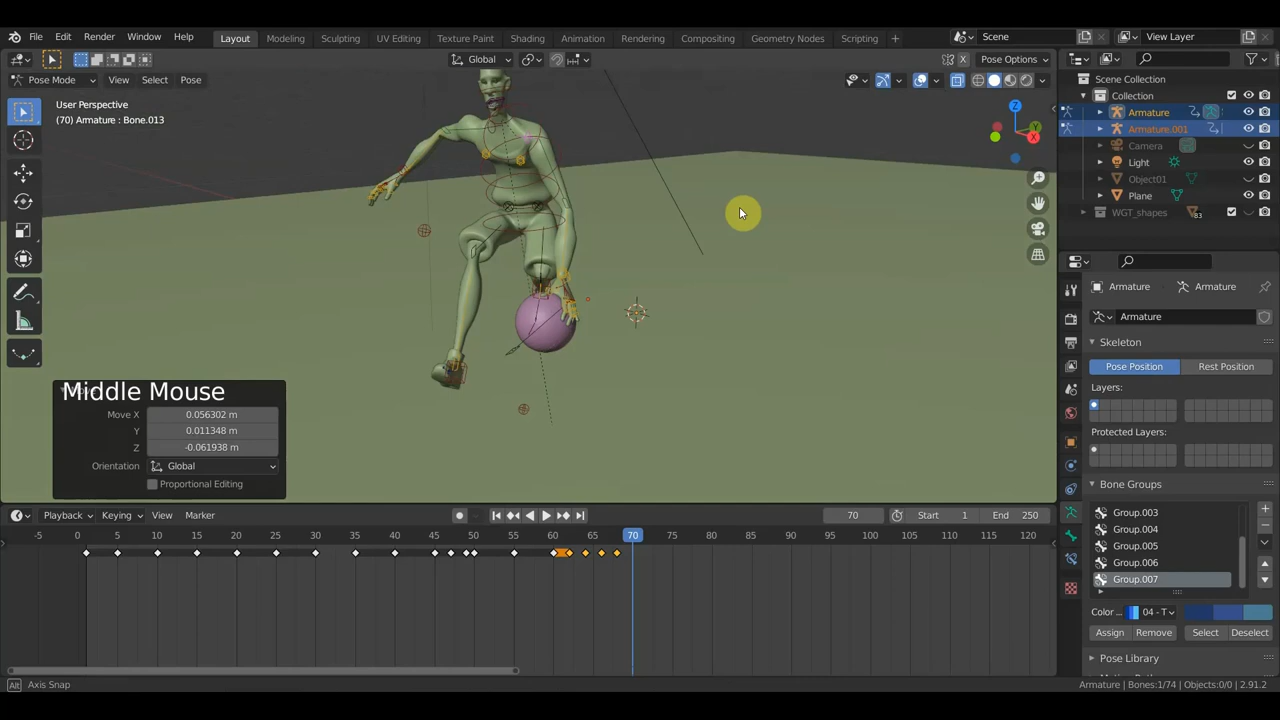 File Edit Render Window Help Layout Modeling Sculpting UV Editing Texture Paint Shading Animation Rendering Compositing Geometry Nodes Scripting + Scene View Layer
Global Pose Options
Pose Mode View Select Pose
User Perspective
(70) Armature : Bone.013
Z
Y
X
Scene Collection
Collection
Armature
Armature.001
Camera
Light
Object01
Plane
WGT_shapes 83
Armature Armature
Armature
Skeleton
Pose Position Rest Position
Layers:
Protected Layers:
Bone Groups
Group.003
Group.004
Group.005
Group.006
Group.007
Color ... 04 - T
Assign Remove Select Deselect
Pose Library
Middle Mouse
Move X 0.056302 m
Y 0.011348 m
Z -0.061938 m
Orientation Global
Proportional Editing
Playback Keying View Marker 70 Start 1 End 250
-5 0 5 10 15 20 25 30 35 40 45 50 55 60 65 70 75 80 85 90 95 100 105 110 115 120
Alt Axis Snap Armature | Bones:1/74 | Objects:0/0 | 2.91.2